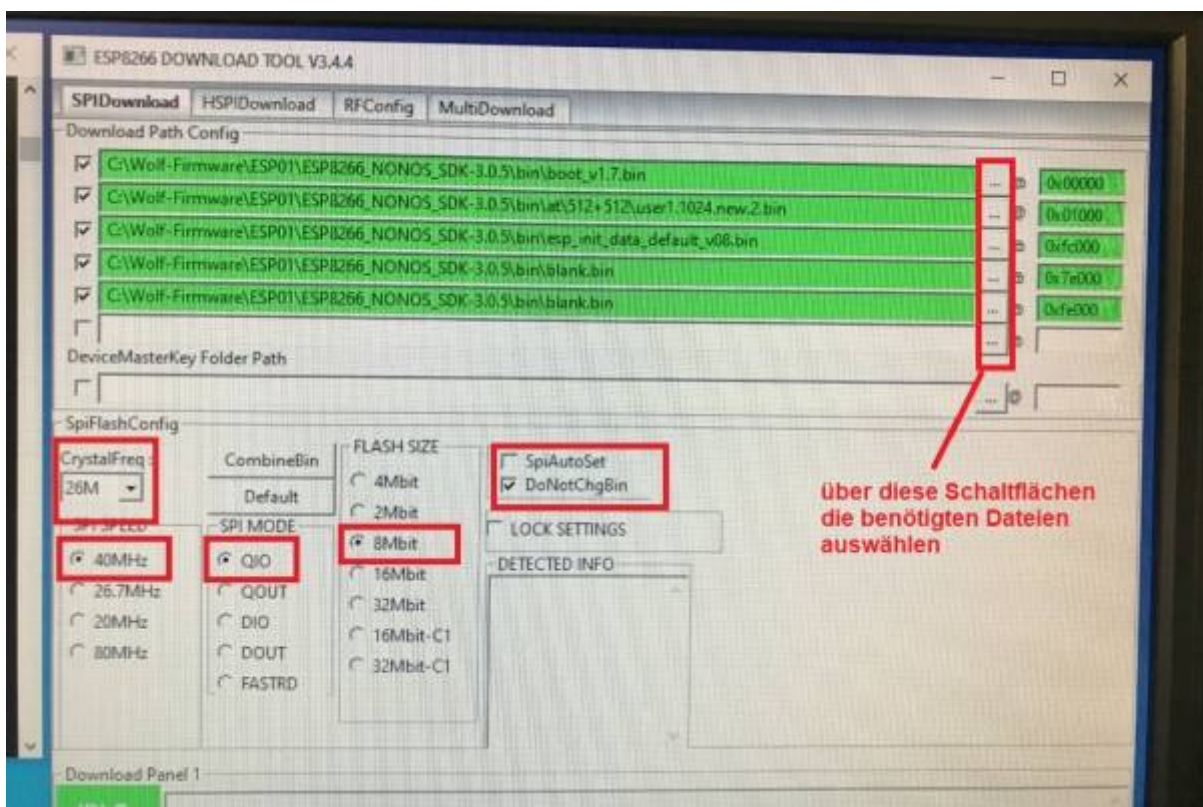 ESP8266 DOWNLOAD TOOL V3.4.4
SPIDownload HSPIDownload RFConfig MultiDownload
Download Path Config
C:\Wolf-Firmware\ESP01\ESP8266_NONOS_SDK-3.0.5\bin\boot_v1.7.bin ... @ 0x00000
C:\Wolf-Firmware\ESP01\ESP8266_NONOS_SDK-3.0.5\bin\at\512+512\user1.1024.new.2.bin ... @ 0x01000
C:\Wolf-Firmware\ESP01\ESP8266_NONOS_SDK-3.0.5\bin\esp_init_data_default_v08.bin ... @ 0xfc000
C:\Wolf-Firmware\ESP01\ESP8266_NONOS_SDK-3.0.5\bin\blank.bin ... @ 0x7e000
C:\Wolf-Firmware\ESP01\ESP8266_NONOS_SDK-3.0.5\bin\blank.bin ... @ 0xfe000
... @
DeviceMasterKey Folder Path
... @
SpiFlashConfig
CrystalFreq :
26M
CombineBin
Default
SPI SPEED
40MHz
26.7MHz
20MHz
80MHz
SPI MODE
QIO
QOUT
DIO
DOUT
FASTRD
FLASH SIZE
4Mbit
2Mbit
8Mbit
16Mbit
32Mbit
16Mbit-C1
32Mbit-C1
SpiAutoSet
DoNotChgBin
LOCK SETTINGS
DETECTED INFO
über diese Schaltflächen
die benötigten Dateien
auswählen
Download Panel 1